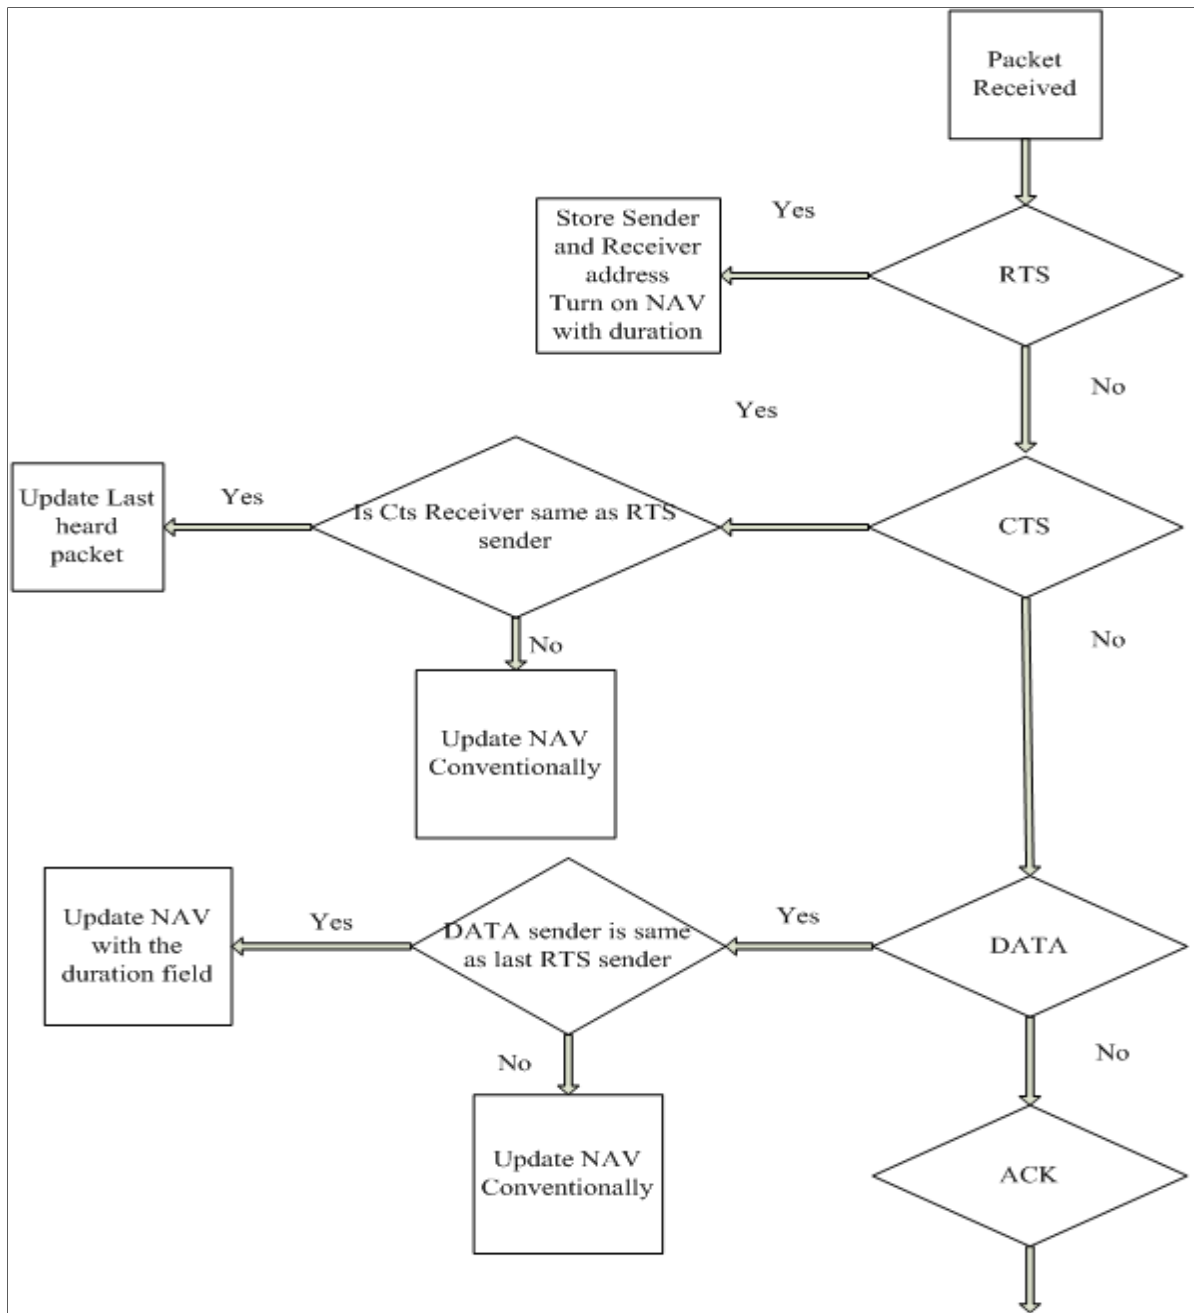 Packet
Received
Yes
Store Sender
and Receiver
address
Turn on NAV
with duration
RTS
No
Yes
Update Last
heard
packet
Yes
Is Cts Receiver same as RTS
sender
CTS
No
No
Update NAV
Conventionally
Update NAV
with the
duration field
Yes
DATA sender is same
as last RTS sender
Yes
DATA
No
No
Update NAV
Conventionally
ACK